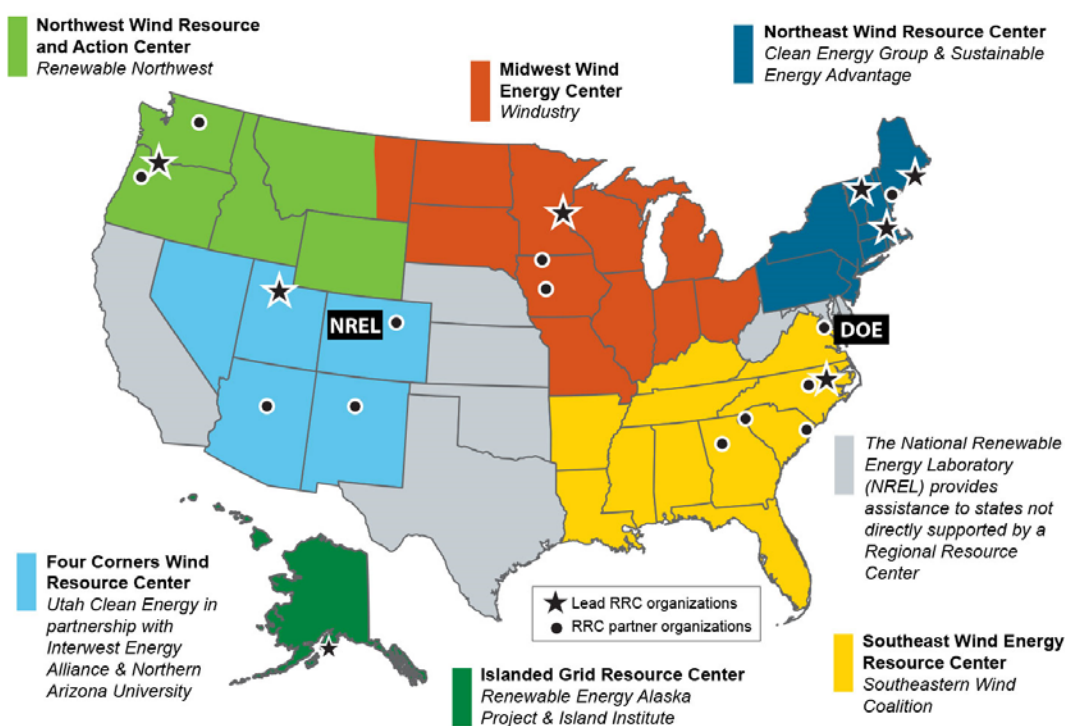 Northwest Wind Resource
and Action Center
Renewable Northwest
Midwest Wind
Energy Center
Windustry
Northeast Wind Resource Center
Clean Energy Group & Sustainable
Energy Advantage
NREL
DOE
The National Renewable
Energy Laboratory
(NREL) provides
assistance to states not
directly supported by a
Regional Resource
Center
Four Corners Wind
Resource Center
Utah Clean Energy in
partnership with
Interwest Energy
Alliance & Northern
Arizona University
Lead RRC organizations
RRC partner organizations
Islanded Grid Resource Center
Renewable Energy Alaska
Project & Island Institute
Southeast Wind Energy
Resource Center
Southeastern Wind
Coalition